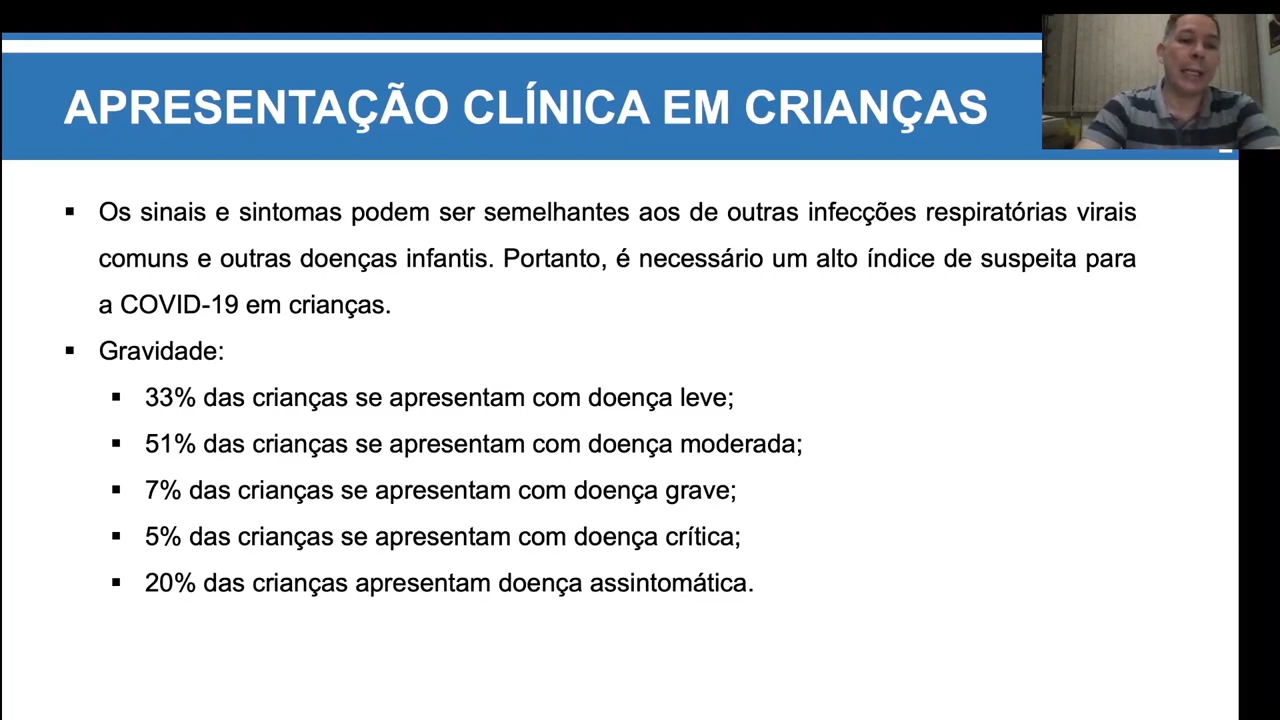 APRESENTAÇÃO CLÍNICA EM CRIANÇAS
▪ Os sinais e sintomas podem ser semelhantes aos de outras infecções respiratórias virais
comuns e outras doenças infantis. Portanto, é necessário um alto índice de suspeita para
a COVID-19 em crianças.
▪ Gravidade:
▪ 33% das crianças se apresentam com doença leve;
▪ 51% das crianças se apresentam com doença moderada;
▪ 7% das crianças se apresentam com doença grave;
▪ 5% das crianças se apresentam com doença crítica;
▪ 20% das crianças apresentam doença assintomática.